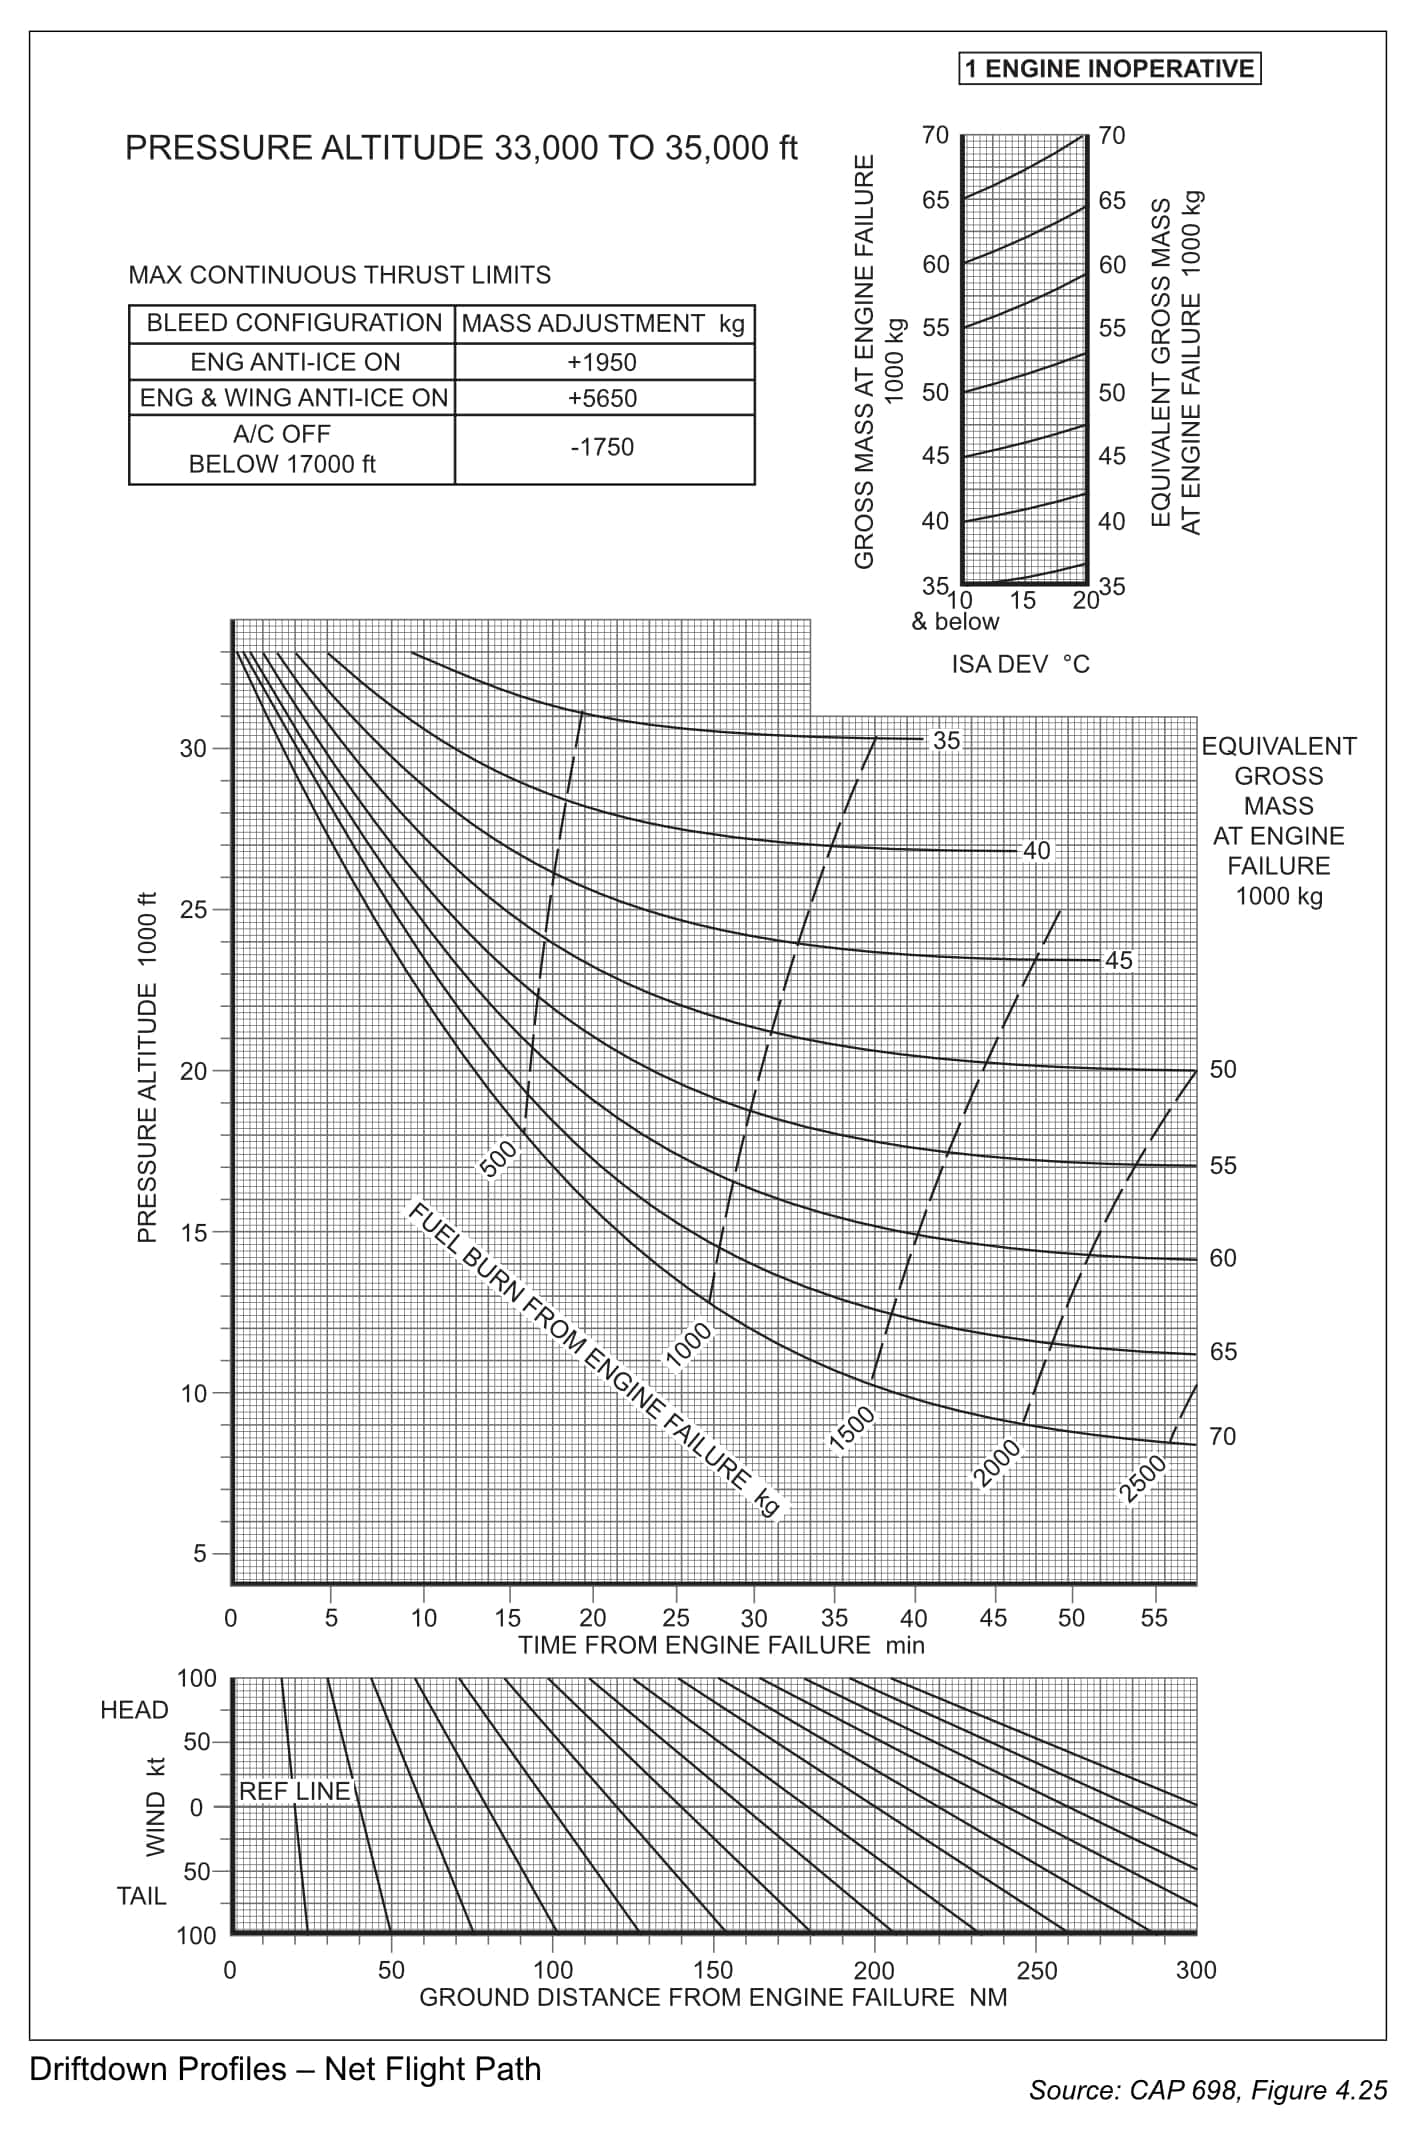 1 ENGINE INOPERATIVE
PRESSURE ALTITUDE 33,000 TO 35,000 ft
MAX CONTINUOUS THRUST LIMITS
BLEED CONFIGURATION MASS ADJUSTMENT kg
ENG ANTI-ICE ON +1950
ENG & WING ANTI-ICE ON +5650
A/C OFF
BELOW 17000 ft
-1750
GROSS MASS AT ENGINE FAILURE
1000 kg
70
65
60
55
50
45
40
35
70
65
60
55
50
45
40
35
EQUIVALENT GROSS MASS
AT ENGINE FAILURE 1000 kg
10 15 20
& below
ISA DEV °C
PRESSURE ALTITUDE 1000 ft
30
25
20
15
10
5
35
40
45
EQUIVALENT
GROSS
MASS
AT ENGINE
FAILURE
1000 kg
50
55
60
65
70
500
1000
1500
2000
2500
FUEL BURN FROM ENGINE FAILURE kg
0 5 10 15 20 25 30 35 40 45 50 55
TIME FROM ENGINE FAILURE min
HEAD
TAIL
WIND kt
100
50
0
50
100
REF LINE
0 50 100 150 200 250 300
GROUND DISTANCE FROM ENGINE FAILURE NM
Driftdown Profiles – Net Flight Path
Source: CAP 698, Figure 4.25